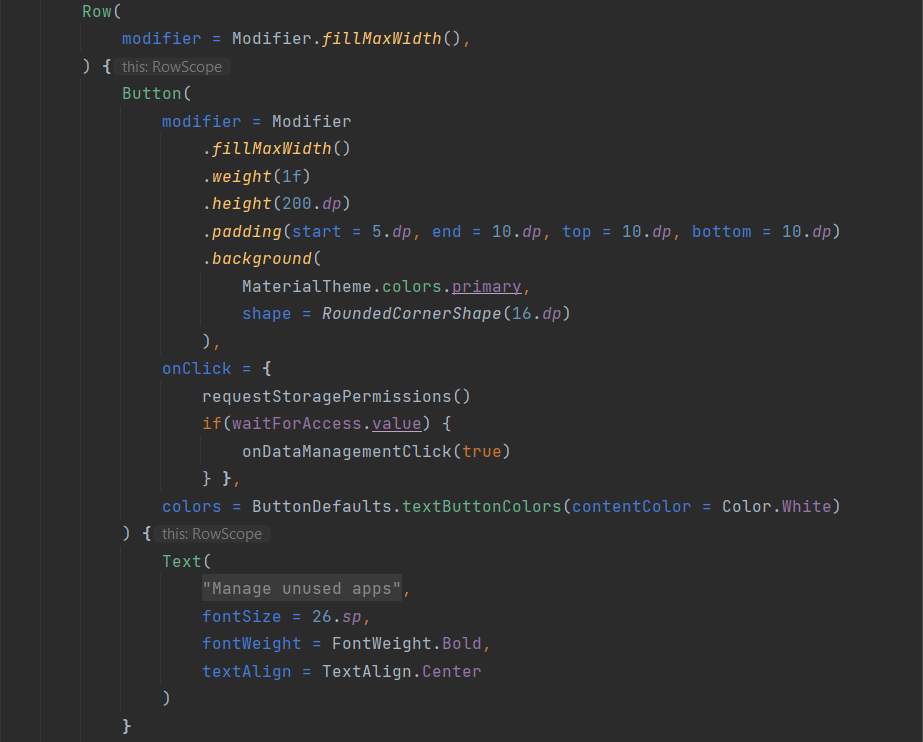 Row(
modifier = Modifier.fillMaxWidth(),
) { this: RowScope
Button(
modifier = Modifier
.fillMaxWidth()
.weight(1f)
.height(200.dp)
.padding(start = 5.dp, end = 10.dp, top = 10.dp, bottom = 10.dp)
.background(
MaterialTheme.colors.primary,
shape = RoundedCornerShape(16.dp)
),
onClick = {
requestStoragePermissions()
if(waitForAccess.value) {
onDataManagementClick(true)
} },
colors = ButtonDefaults.textButtonColors(contentColor = Color.White)
) { this: RowScope
Text(
"Manage unused apps",
fontSize = 26.sp,
fontWeight = FontWeight.Bold,
textAlign = TextAlign.Center
)
}